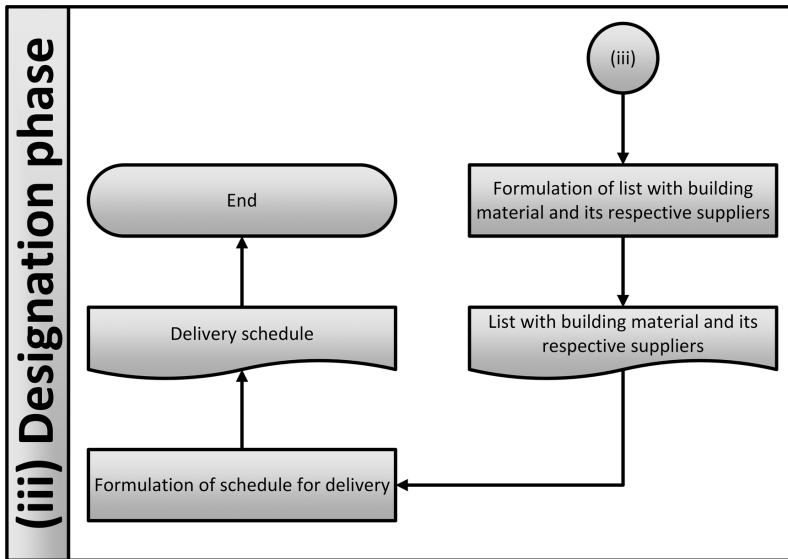 (iii) Designation phase
(iii)
Formulation of list with building
material and its respective suppliers
List with building material and its
respective suppliers
Formulation of schedule for delivery
Delivery schedule
End